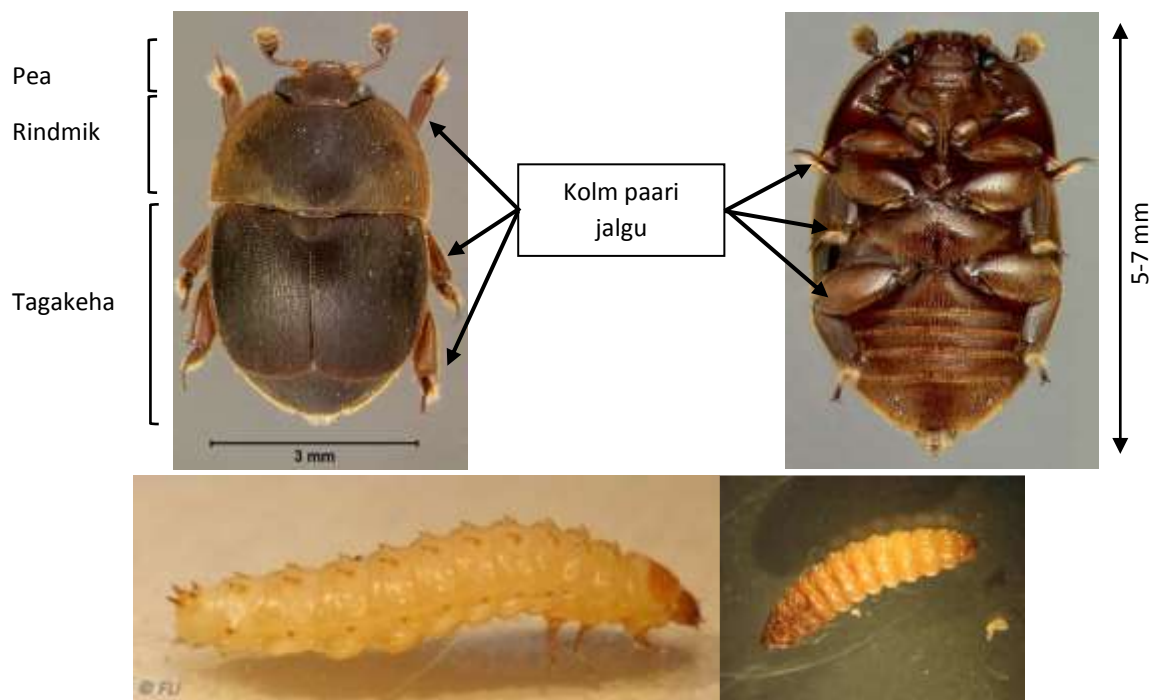 Pea
Rindmik
Tagakeha
Kolm paari
jalgu
5-7 mm
3 mm
© FLI